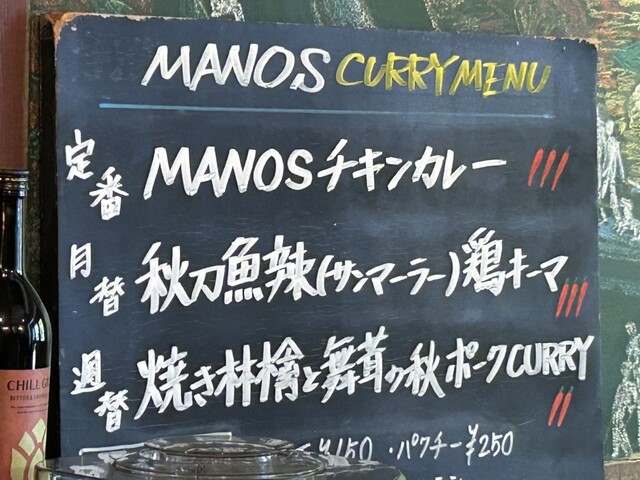 MANOS CURRY MENU
定番 MANOSチキンカレー
月替 秋刀魚辣(サンマーラー)鶏キーマ
週替 焼き林檎と舞茸の秋ポークCURRY
¥150 ・パクチー¥250
CHILL
BITTER &